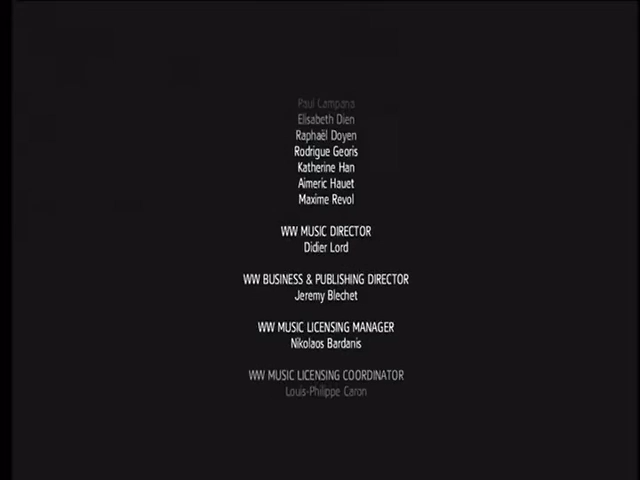 Paul Campana
Elisabeth Dien
Raphaël Doyen
Rodrigue Georis
Katherine Han
Aimeric Hauet
Maxime Revol
WW MUSIC DIRECTOR
Didier Lord
WW BUSINESS & PUBLISHING DIRECTOR
Jeremy Blechet
WW MUSIC LICENSING MANAGER
Nikolaos Bardanis
WW MUSIC LICENSING COORDINATOR
Louis-Philippe Caron